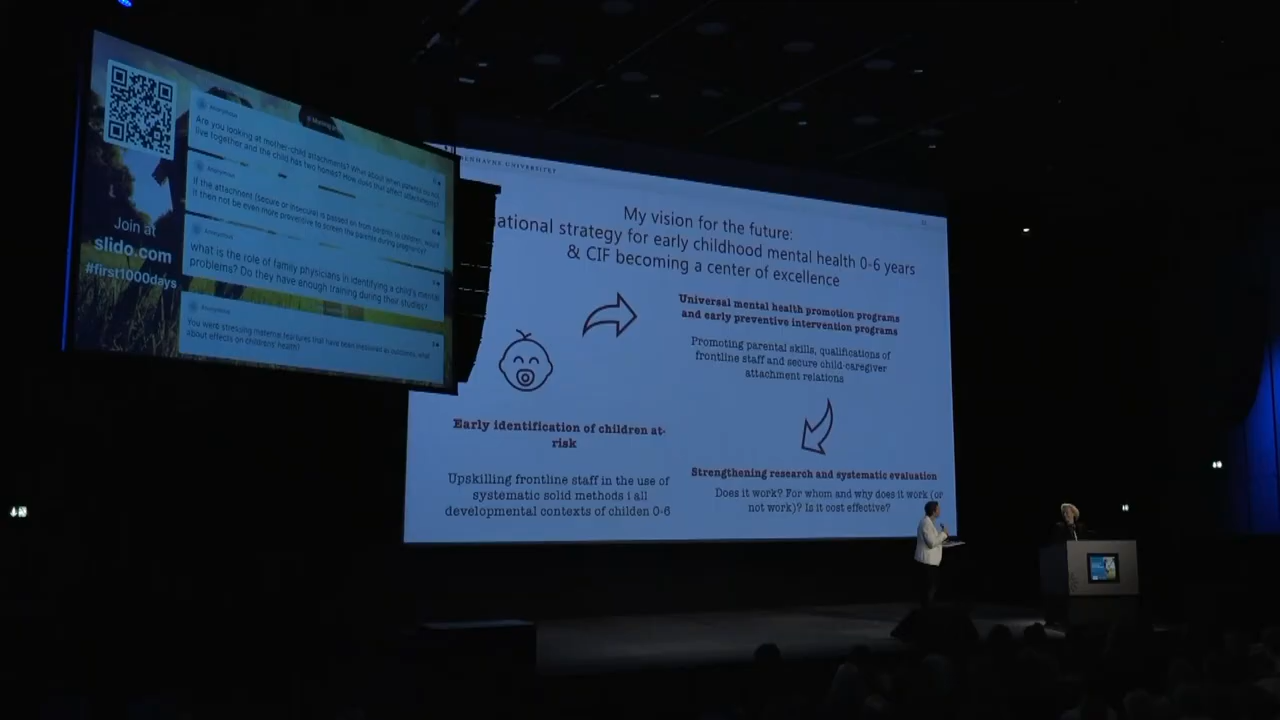 Join at
slido.com
#first1000days
Anonymous
Are you looking at mother-child attachments? What about when parents do not
live together and the child has two homes? How does that affect attachments?
Anonymous
If the attachment (secure or insecure) is passed on from parents to children, would
it then not be even more preventive to screen the parents during pregnancy?
Anonymous
what is the role of family physicians in identifying a child's mental
problems? Do they have enough training during their studies?
Anonymous
You were stressing maternal that have been measured as outcomes, what
about effects on childrens' health?
ENHAVNS UNIVERSITET
My vision for the future:
ational strategy for early childhood mental health 0-6 years
& CIF becoming a center of excellence
Universal mental health promotion programs
and early preventive intervention programs
Promoting parental skills, qualifications of
frontline staff and secure child-caregiver
attachment relations
Early identification of children at-
risk
Upskilling frontline staff in the use of
systematic solid methods i all
developmental contexts of childen 0-6
Strengthening research and systematic evaluation
Does it work? For whom and why does it work (or
not work)? Is it cost effective?